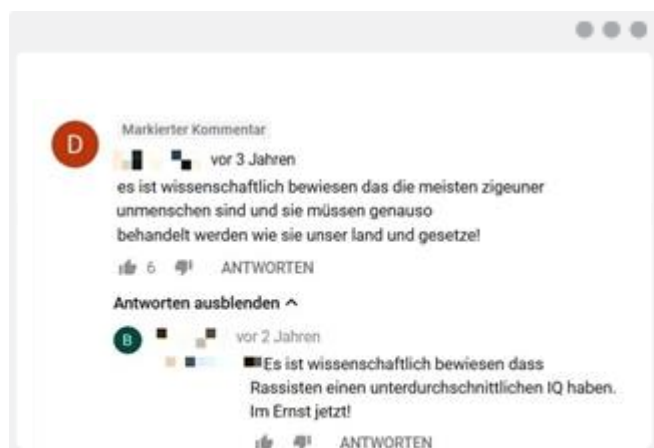 D
Markierter Kommentar
vor 3 Jahren
es ist wissenschaftlich bewiesen das die meisten zigeuner
unmenschen sind und sie müssen genauso
behandelt werden wie sie unser land und gesetze!
6 ANTWORTEN
Antworten ausblenden
B
vor 2 Jahren
Es ist wissenschaftlich bewiesen dass
Rassisten einen unterdurchschnittlichen IQ haben.
Im Ernst jetzt!
ANTWORTEN